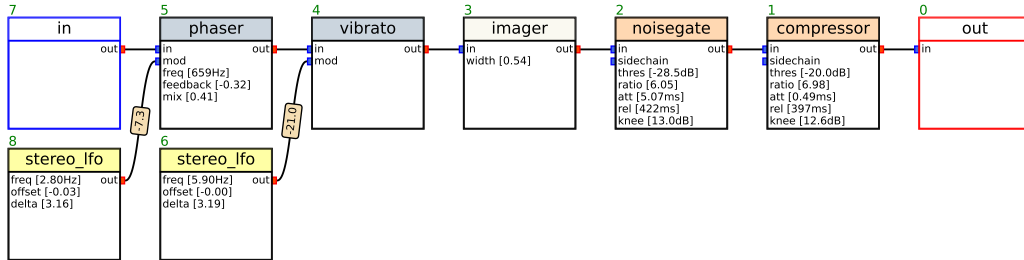 7
in
out
5
phaser
in
out
mod
freq [659Hz]
feedback [-0.32]
mix [0.41]
4
vibrato
in
out
mod
3
imager
in
out
width [0.54]
2
noisegate
in
out
sidechain
thres [-28.5dB]
ratio [6.05]
att [5.07ms]
rel [422ms]
knee [13.0dB]
1
compressor
in
out
sidechain
thres [-20.0dB]
ratio [6.98]
att [0.49ms]
rel [397ms]
knee [12.6dB]
0
out
in
-7.3
-21.0
8
stereo_lfo
freq [2.80Hz]
out
offset [-0.03]
delta [3.16]
6
stereo_lfo
freq [5.90Hz]
out
offset [-0.00]
delta [3.19]